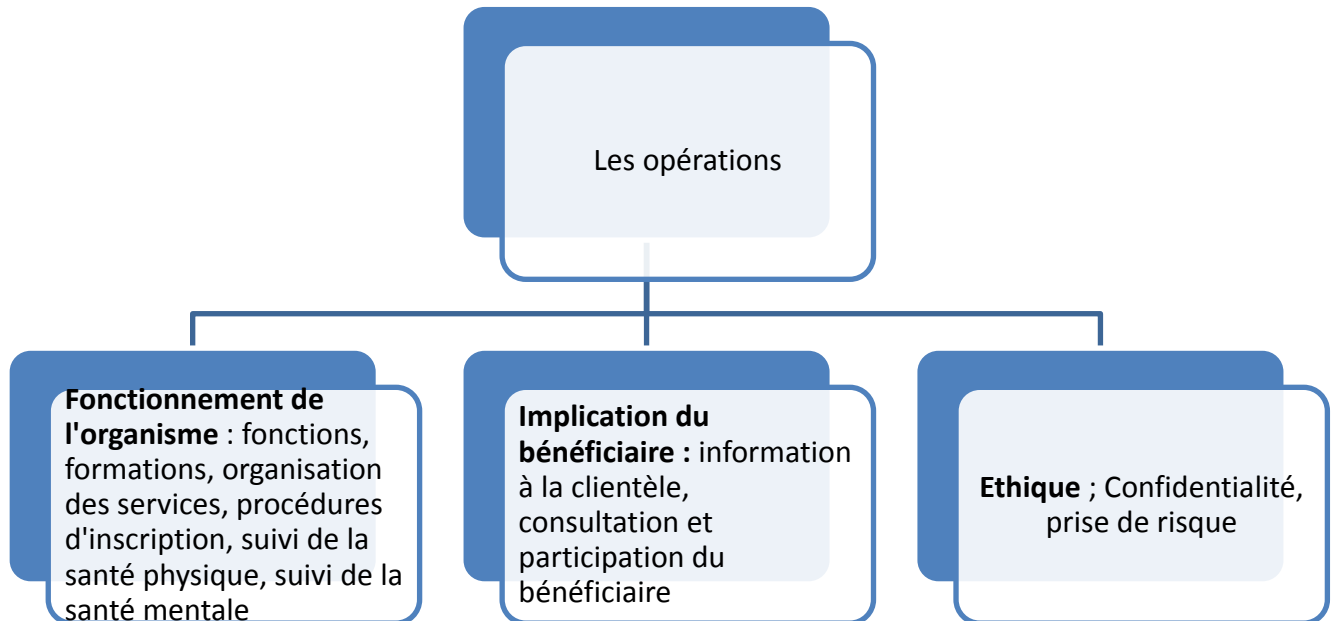 Les opérations
Fonctionnement de
l'organisme : fonctions,
formations, organisation
des services, procédures
d'inscription, suivi de la
santé physique, suivi de la
santé mentale
Implication du
bénéficiaire : information
à la clientèle,
consultation et
participation du
bénéficiaire
Ethique ; Confidentialité,
prise de risque